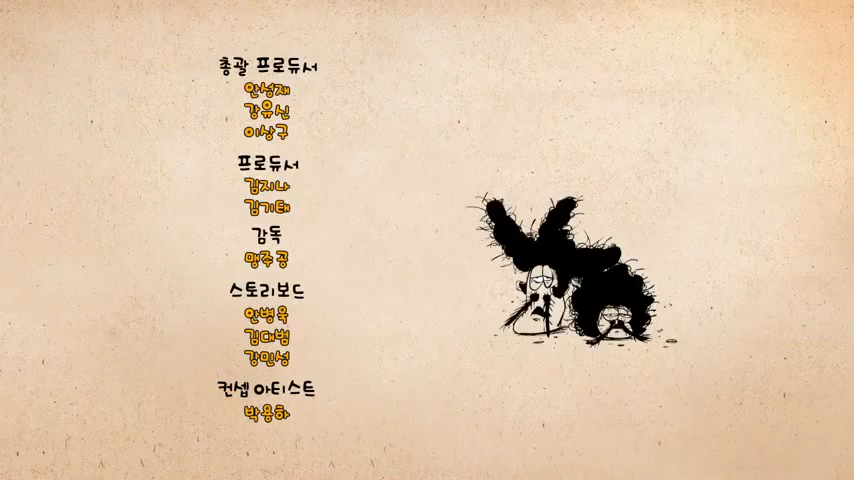 총괄 프로듀서
안성재
강유신
이상구
프로듀서
김지나
김기태
감독
맹주공
스토리보드
안병욱
김대범
강민성
컨셉 아티스트
박용하